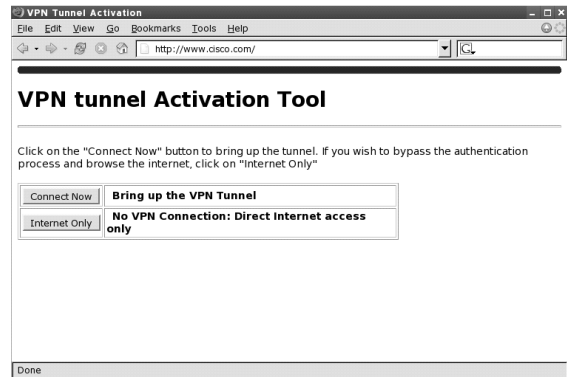 VPN Tunnel Activation
File Edit View Go Bookmarks Tools Help
http://www.cisco.com/
G
VPN tunnel Activation Tool
Click on the "Connect Now" button to bring up the tunnel. If you wish to bypass the authentication
process and browse the internet, click on "Internet Only"
Connect Now Bring up the VPN Tunnel
Internet Only No VPN Connection: Direct Internet access
only
Done